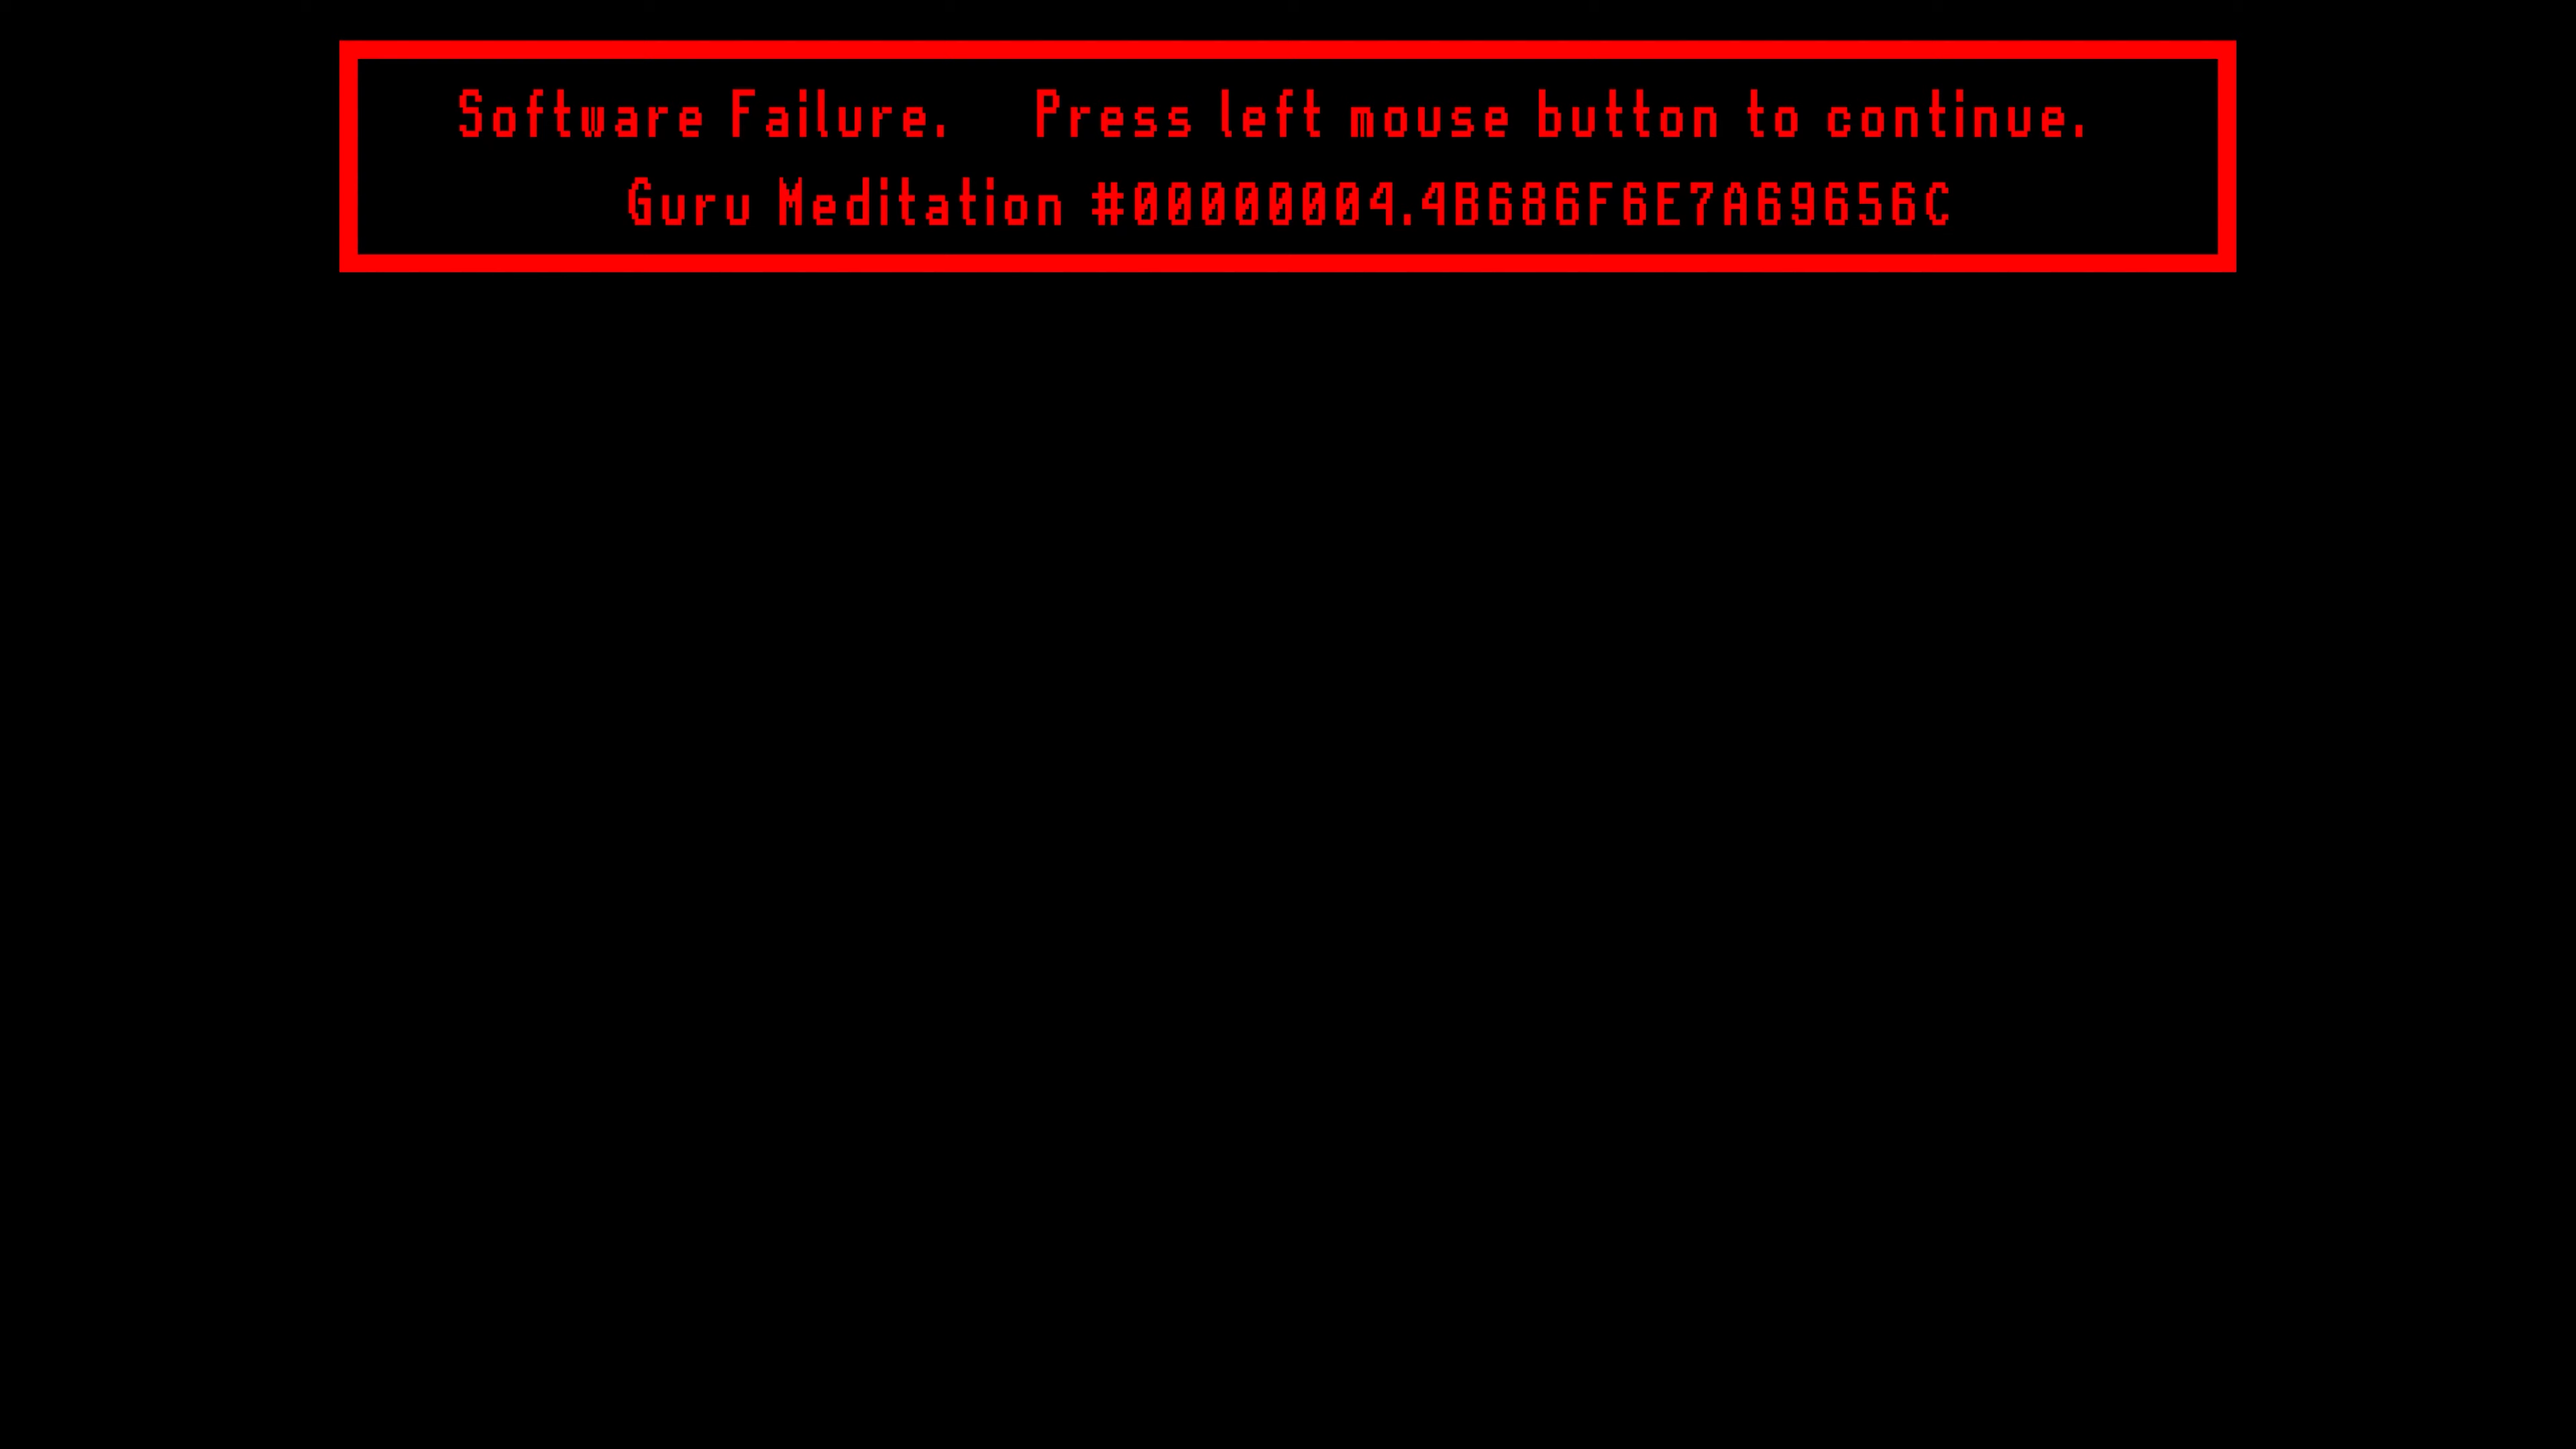 Software Failure.   Press left mouse button to continue.
Guru Meditation #00000004.4B686F6E7A69656C